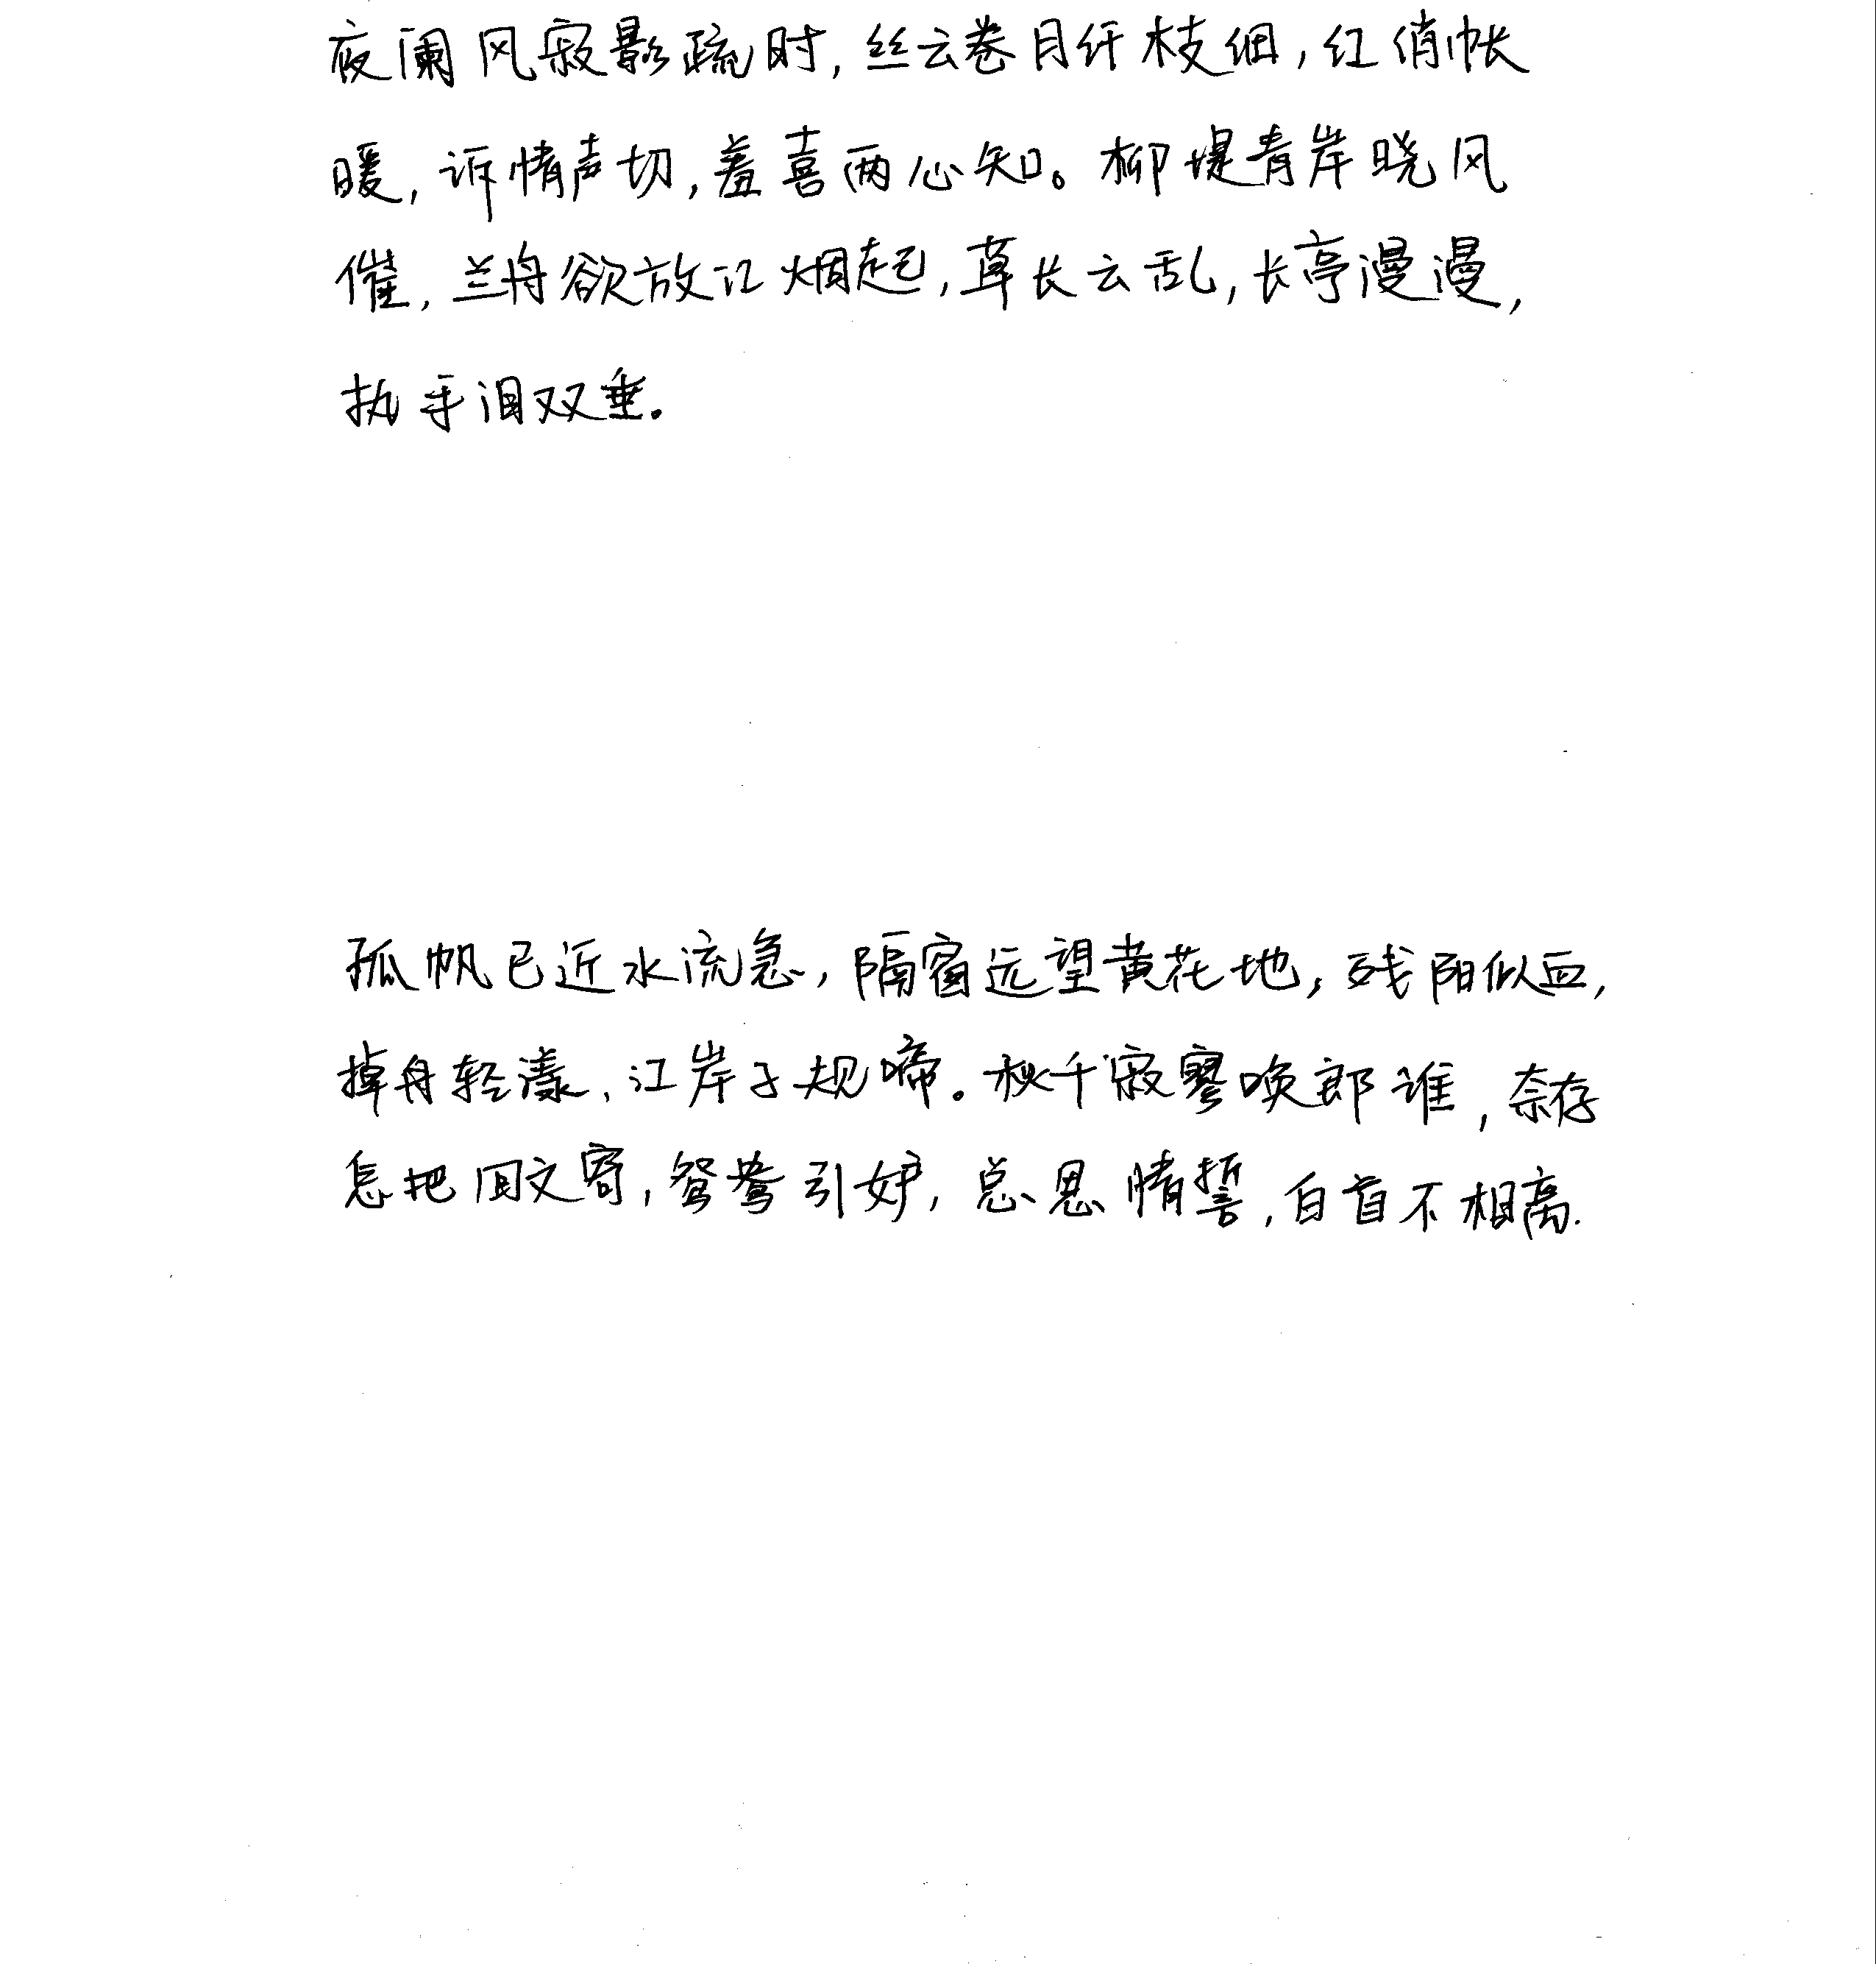 夜阑风寂影疏时,丝云卷月纤枝细,红绡帐
暖,诉情声切,羞喜两心知。柳堤青岸晓风
催,兰舟欲放江烟起,草长云乱,长亭漫漫,
执手泪双垂.
孤帆已近水流急,隔窗远望黄花地,残阳似血,
掉舟轻漾,江岸子规啼.秋千寂寥唤郎谁,奈存
怎把回文寄,鸳鸯引妒,总思情誓,白首不相离.